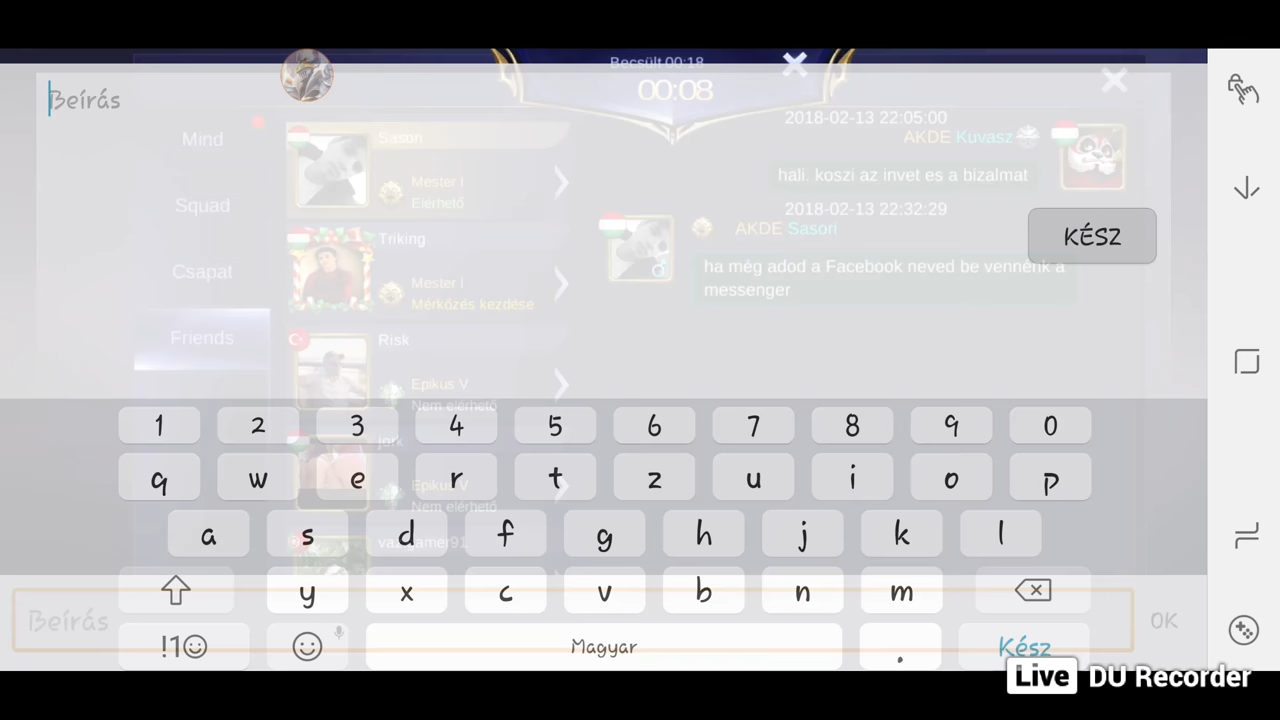 Becsült 00:18
00:08
Beírás
Mind
Squad
Csapat
Friends
Sason
Mester I
Elérhető
Triking
Mester I
Mérkőzés kezdése
Risk
Epikus V
Nem elérhető
Epikus V
Nem elérhető
2018-02-13 22:05:00
AKDE Kuvasz
hali. koszi az invet es a bizalmat
2018-02-13 22:32:29
AKDE Sasori
ha még adod a Facebook neved be vennénk a
messenger
KÉSZ
1 2 3 4 5 6 7 8 9 0
q w e r t z u i o p
a s d f g h j k l
y x c v b n m
Beírás
OK
!1☺ Magyar . Kész
Live DU Recorder